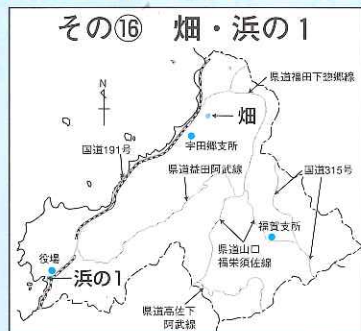 その⑯ 畑・浜の1
N
県道福田下惣郷線
畑
宇田郷支所
国道191号
県道益田阿武線
国道315号
役場
浜の1
福賀支所
県道山口
福栄須佐線
県道高佐下
阿武線